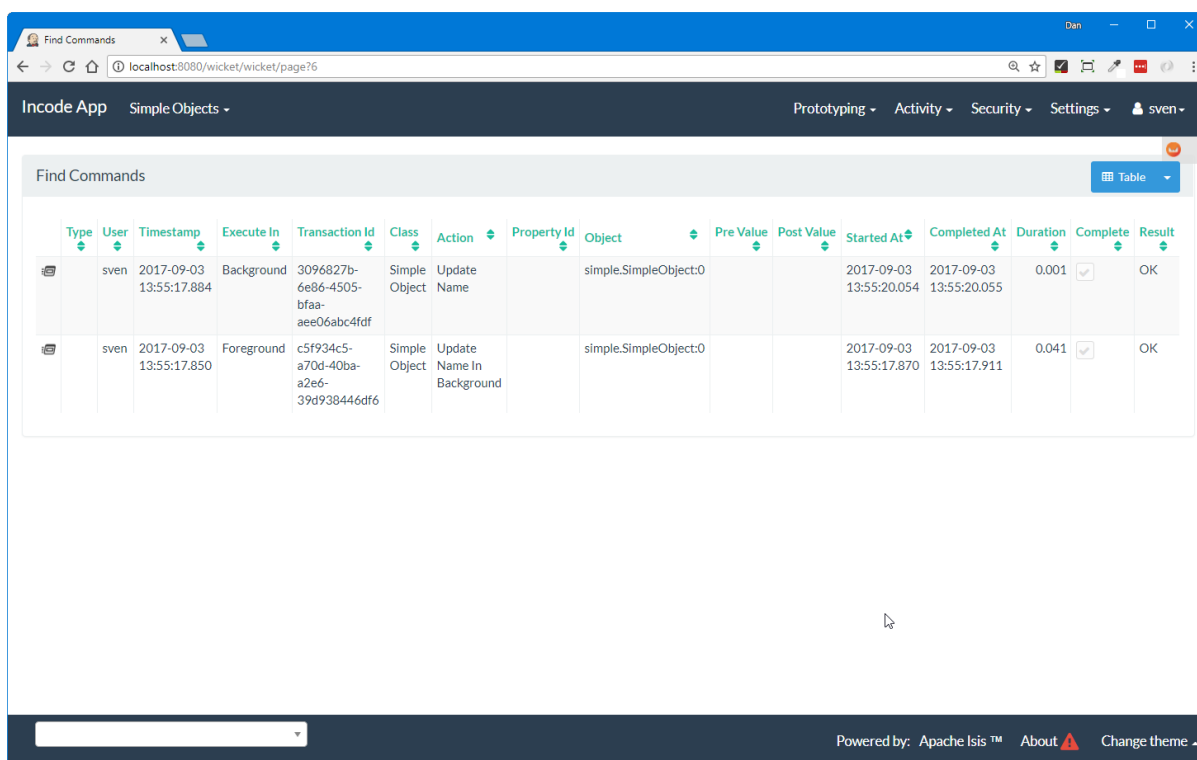 Dan
Find Commands
localhost:8080/wicket/wicket/page?6
Incode App Simple Objects Prototyping Activity Security Settings sven
Find Commands
Table
Type User Timestamp Execute In Transaction Id Class Action Property Id Object Pre Value Post Value Started At Completed At Duration Complete Result
sven 2017-09-03 Background 3096827b- Simple Update simple.SimpleObject:0 2017-09-03 2017-09-03 0.001 OK
13:55:17.884 6e86-4505- Object Name 13:55:20.054 13:55:20.055
bfaa-
aee06abc4fdf
sven 2017-09-03 Foreground c5f934c5- Simple Update simple.SimpleObject:0 2017-09-03 2017-09-03 0.041 OK
13:55:17.850 a70d-40ba- Object Name In 13:55:17.870 13:55:17.911
a2e6- Background
39d938446df6
Powered by: Apache Isis ™ About Change theme